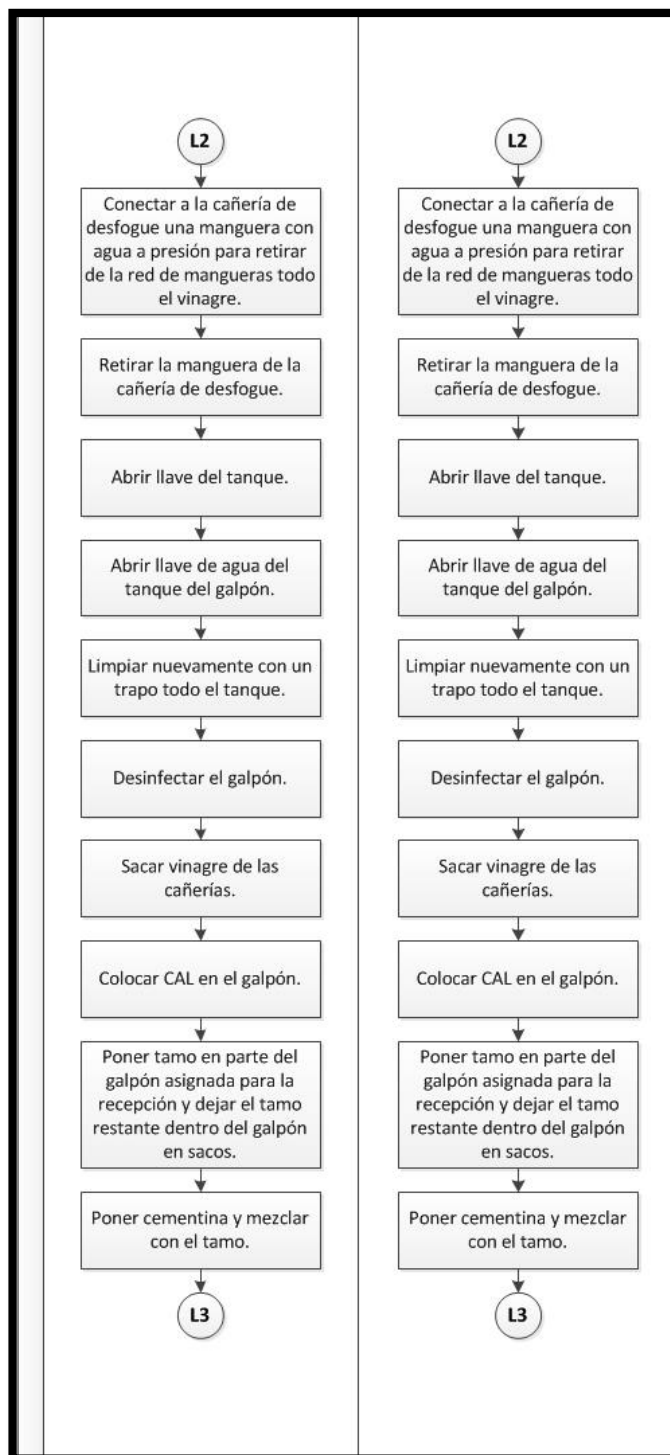 L2
Conectar a la cañería de
desfogue una manguera con
agua a presión para retirar
de la red de mangueras todo
el vinagre.
Retirar la manguera de la
cañería de desfogue.
Abrir llave del tanque.
Abrir llave de agua del
tanque del galpón.
Limpiar nuevamente con un
trapo todo el tanque.
Desinfectar el galpón.
Sacar vinagre de las
cañerías.
Colocar CAL en el galpón.
Poner tamo en parte del
galpón asignada para la
recepción y dejar el tamo
restante dentro del galpón
en sacos.
Poner cementina y mezclar
con el tamo.
L3
L2
Conectar a la cañería de
desfogue una manguera con
agua a presión para retirar
de la red de mangueras todo
el vinagre.
Retirar la manguera de la
cañería de desfogue.
Abrir llave del tanque.
Abrir llave de agua del
tanque del galpón.
Limpiar nuevamente con un
trapo todo el tanque.
Desinfectar el galpón.
Sacar vinagre de las
cañerías.
Colocar CAL en el galpón.
Poner tamo en parte del
galpón asignada para la
recepción y dejar el tamo
restante dentro del galpón
en sacos.
Poner cementina y mezclar
con el tamo.
L3